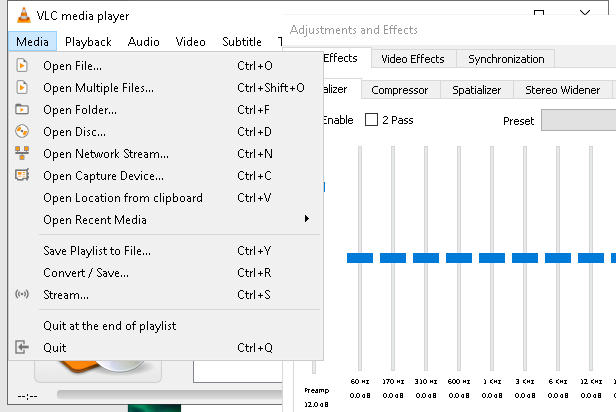 VLC media player
Media Playback Audio Video Subtitle
Open File... Ctrl+O
Open Multiple Files... Ctrl+Shift+O
Open Folder... Ctrl+F
Open Disc... Ctrl+D
Open Network Stream... Ctrl+N
Open Capture Device... Ctrl+C
Open Location from clipboard Ctrl+V
Open Recent Media
Save Playlist to File... Ctrl+Y
Convert / Save... Ctrl+R
Stream... Ctrl+S
Quit at the end of playlist
Quit Ctrl+Q
--:--
Adjustments and Effects
Effects Video Effects Synchronization
alizer Compressor Spatializer Stereo Widener
Enable 2 Pass Preset
60 Hz 170 Hz 310 Hz 600 Hz 1 KHz 3 KHz 6 KHz 12 KHz
Preamp 0.0 dB 0.0 dB 0.0 dB 0.0 dB 0.0 dB 0.0 dB 0.0 dB 0.0 dB
12.0 dB